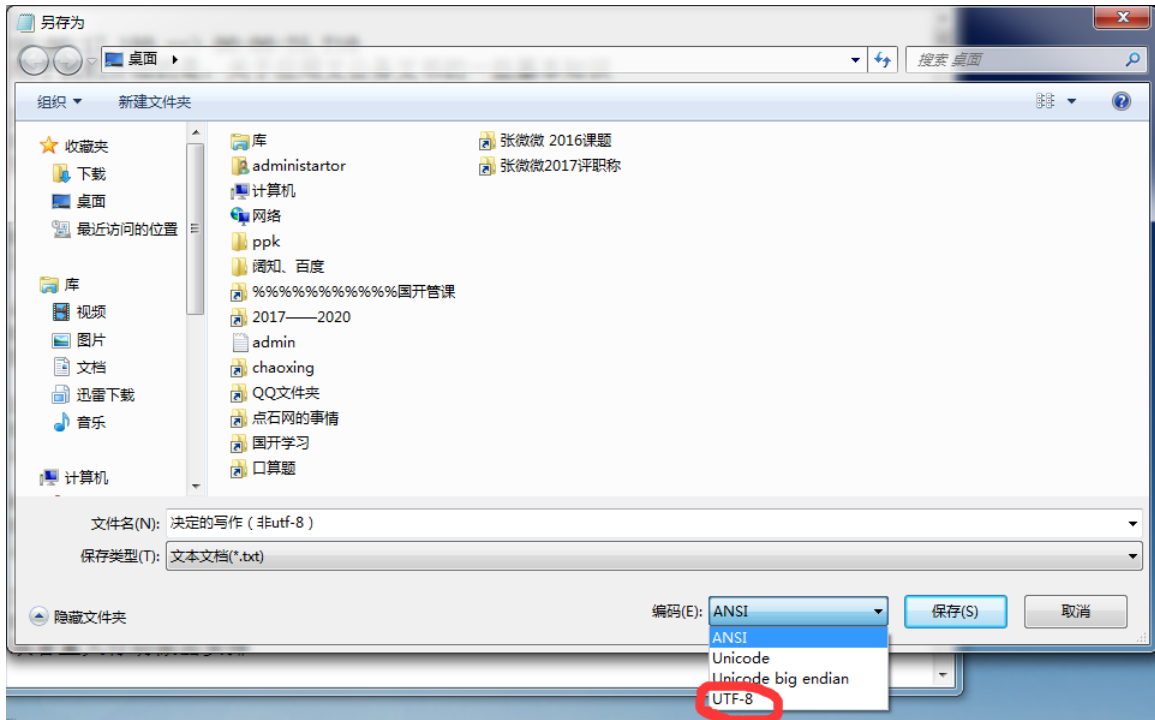 另存为
桌面
搜索 桌面
组织
新建文件夹
收藏夹
下载
桌面
最近访问的位置
库
视频
图片
文档
迅雷下载
音乐
计算机
库
administartor
计算机
网络
ppk
阔知、百度
%%%%%%%%%%%国开管课
2017——2020
admin
chaoxing
QQ文件夹
点石网的事情
国开学习
口算题
张微微 2016课题
张微微2017评职称
文件名(N): 决定的写作（非utf-8）
保存类型(T): 文本文档(*.txt)
隐藏文件夹
编码(E): ANSI
保存(S)
取消
ANSI
Unicode
Unicode big endian
UTF-8